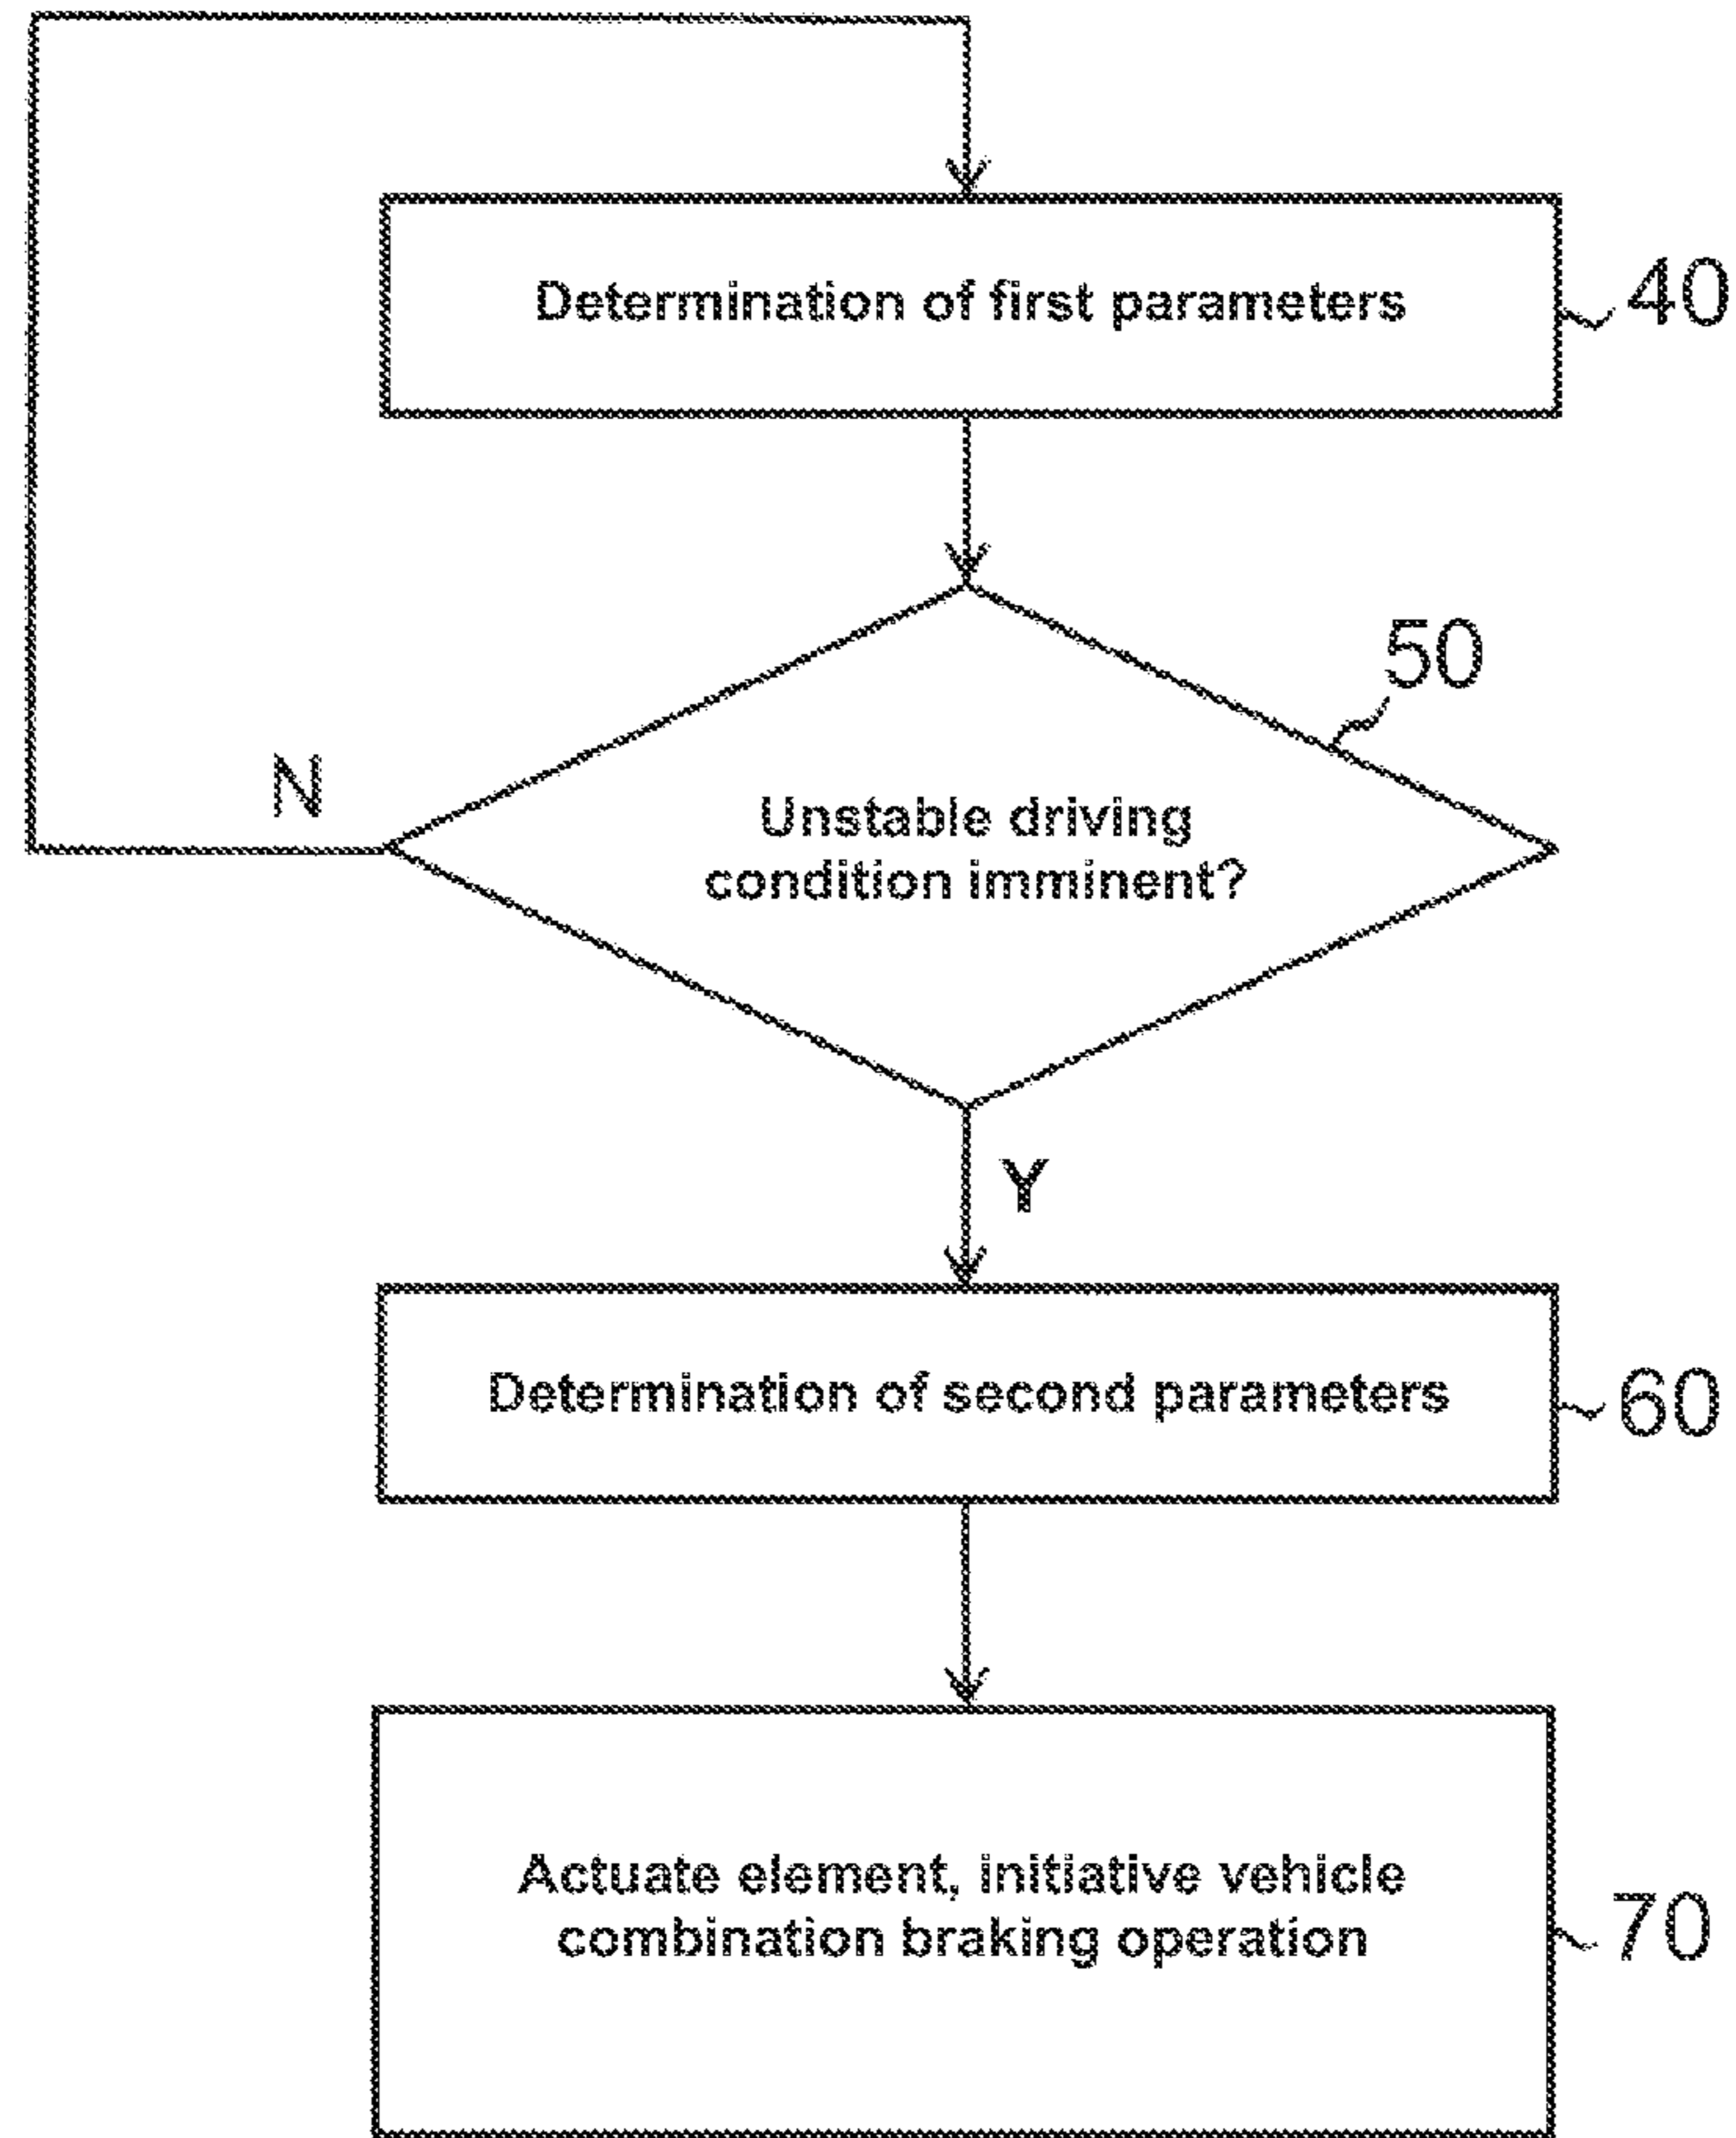 Determination of first parameters
40
50
Unstable driving
condition imminent?
N
Y
Determination of second parameters
60
Actuate element, initiative vehicle
combination braking operation
70